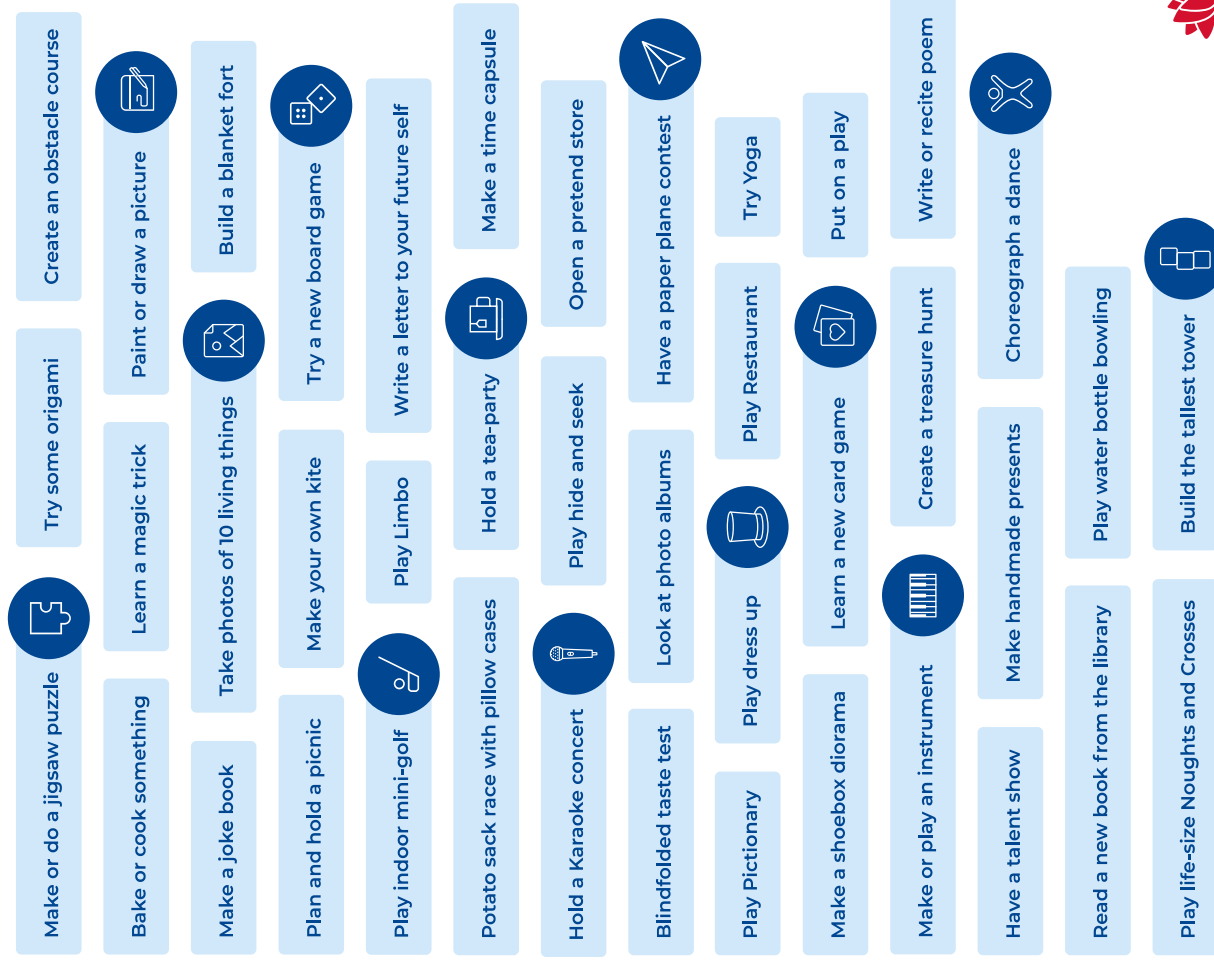 Make or do a jigsaw puzzle
Try some origami
Create an obstacle course
Bake or cook something
Learn a magic trick
Paint or draw a picture
Make a joke book
Take photos of 10 living things
Build a blanket fort
Plan and hold a picnic
Make your own kite
Try a new board game
Play indoor mini-golf
Play Limbo
Write a letter to your future self
Potato sack race with pillow cases
Hold a tea-party
Make a time capsule
Hold a Karaoke concert
Play hide and seek
Open a pretend store
Blindfolded taste test
Look at photo albums
Have a paper plane contest
Play Pictionary
Play dress up
Play Restaurant
Try Yoga
Make a shoebox diorama
Learn a new card game
Put on a play
Make or play an instrument
Create a treasure hunt
Write or recite poem
Have a talent show
Make handmade presents
Choreograph a dance
Read a new book from the library
Play water bottle bowling
Play life-size Noughts and Crosses
Build the tallest tower